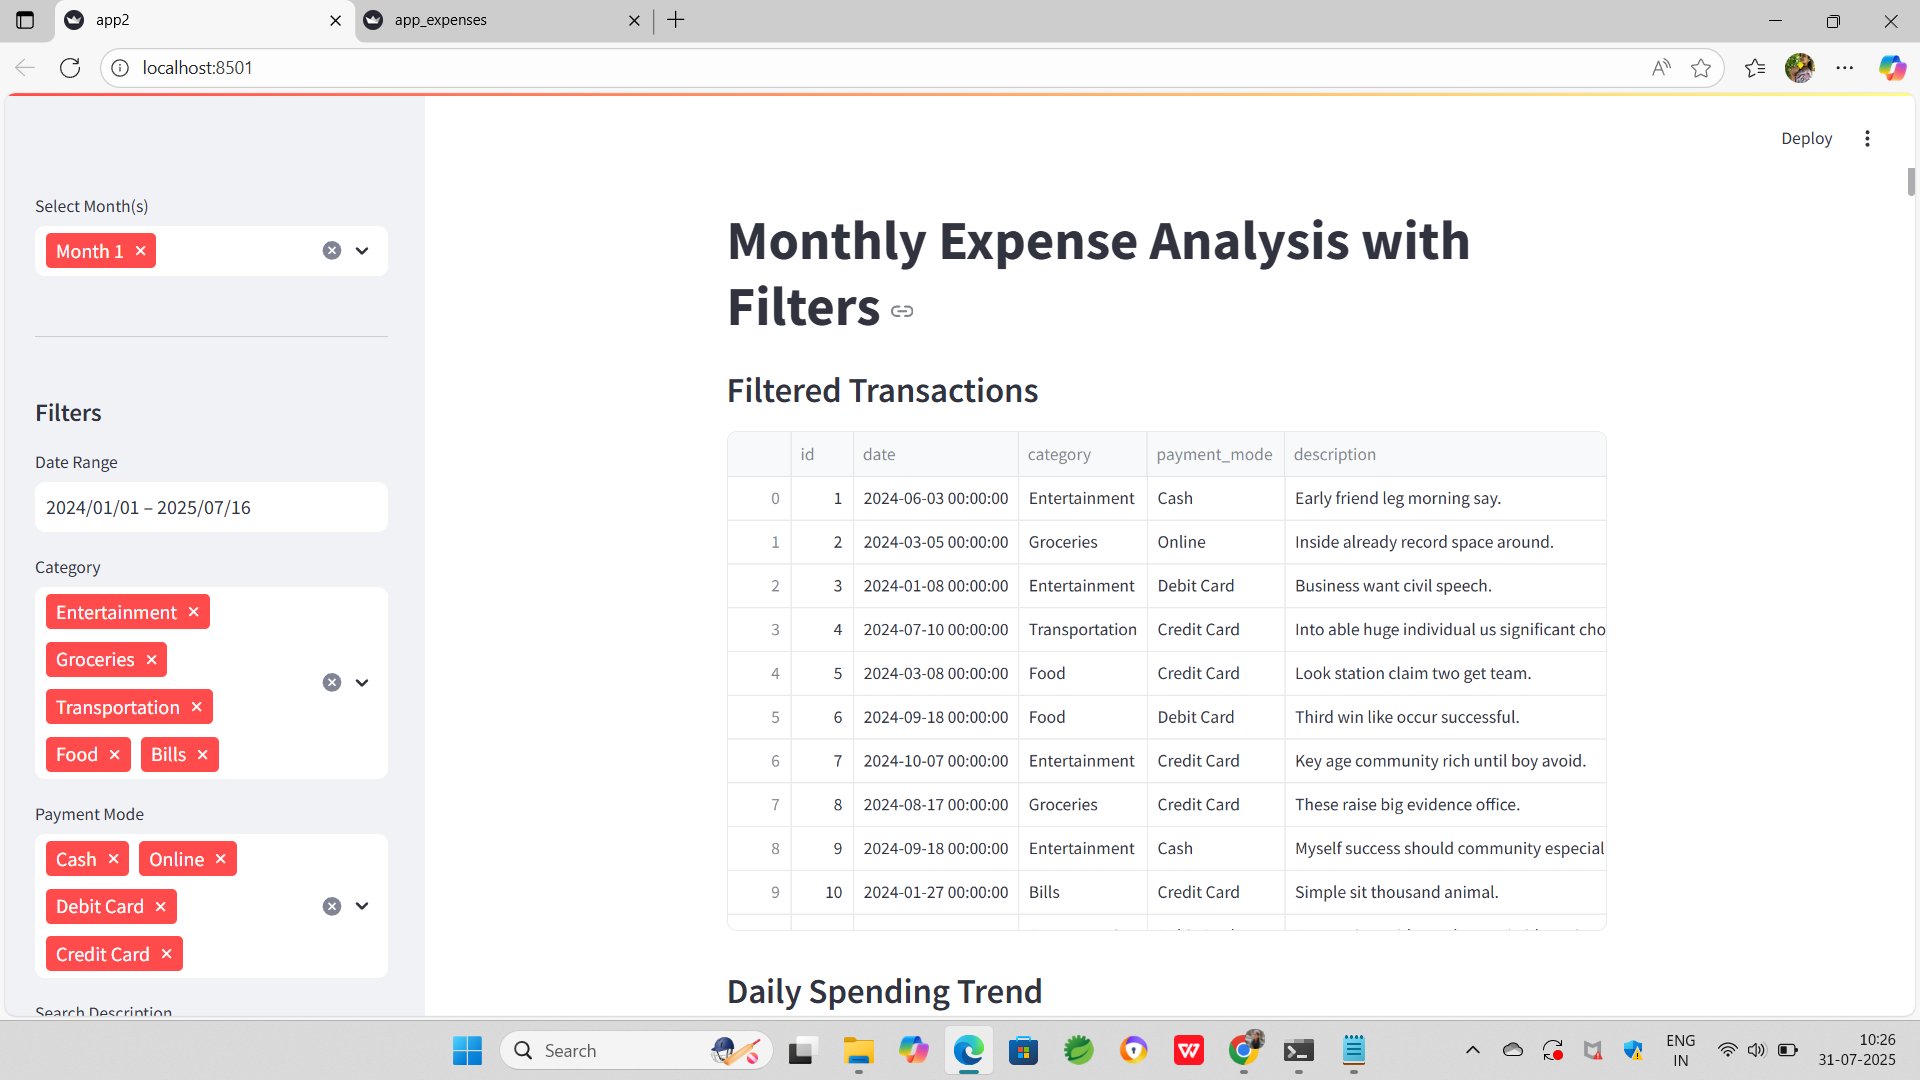 app2
app_expenses
localhost:8501
Deploy
Select Month(s)
Month 1
Filters
Date Range
2024/01/01 – 2025/07/16
Category
Entertainment
Groceries
Transportation
Food Bills
Payment Mode
Cash Online
Debit Card
Credit Card
Search Description
Monthly Expense Analysis with
Filters
Filtered Transactions
id date category payment_mode description
0 1 2024-06-03 00:00:00 Entertainment Cash Early friend leg morning say.
1 2 2024-03-05 00:00:00 Groceries Online Inside already record space around.
2 3 2024-01-08 00:00:00 Entertainment Debit Card Business want civil speech.
3 4 2024-07-10 00:00:00 Transportation Credit Card Into able huge individual us significant cho
4 5 2024-03-08 00:00:00 Food Credit Card Look station claim two get team.
5 6 2024-09-18 00:00:00 Food Debit Card Third win like occur successful.
6 7 2024-10-07 00:00:00 Entertainment Credit Card Key age community rich until boy avoid.
7 8 2024-08-17 00:00:00 Groceries Credit Card These raise big evidence office.
8 9 2024-09-18 00:00:00 Entertainment Cash Myself success should community especial
9 10 2024-01-27 00:00:00 Bills Credit Card Simple sit thousand animal.
Daily Spending Trend
Search
ENG
IN
10:26
31-07-2025